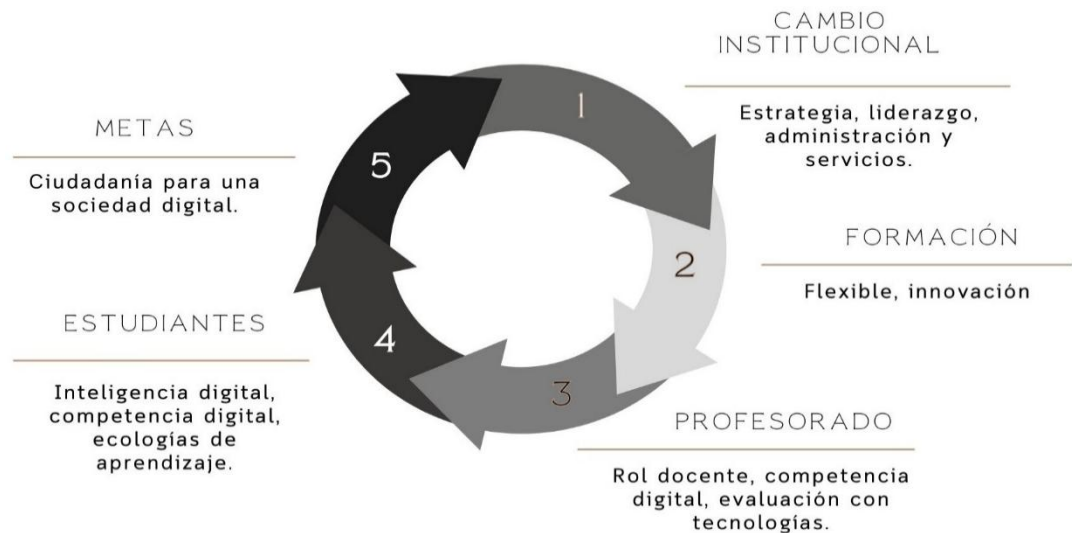 1
CAMBIO
INSTITUCIONAL
Estrategia, liderazgo,
administración y
servicios.
2
FORMACIÓN
Flexible, innovación
3
PROFESORADO
Rol docente, competencia
digital, evaluación con
tecnologías.
4
ESTUDIANTES
Inteligencia digital,
competencia digital,
ecologías de
aprendizaje.
5
METAS
Ciudadanía para una
sociedad digital.